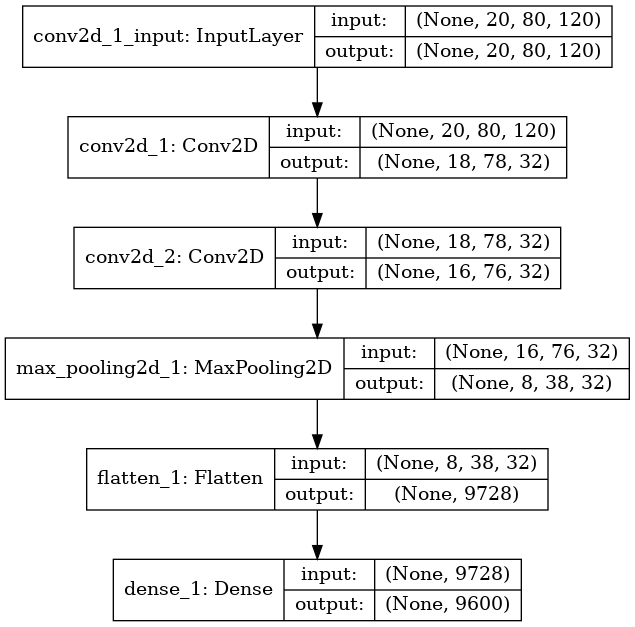 conv2d_1_input: InputLayer
input: (None, 20, 80, 120)
output: (None, 20, 80, 120)
conv2d_1: Conv2D
input: (None, 20, 80, 120)
output: (None, 18, 78, 32)
conv2d_2: Conv2D
input: (None, 18, 78, 32)
output: (None, 16, 76, 32)
max_pooling2d_1: MaxPooling2D
input: (None, 16, 76, 32)
output: (None, 8, 38, 32)
flatten_1: Flatten
input: (None, 8, 38, 32)
output: (None, 9728)
dense_1: Dense
input: (None, 9728)
output: (None, 9600)